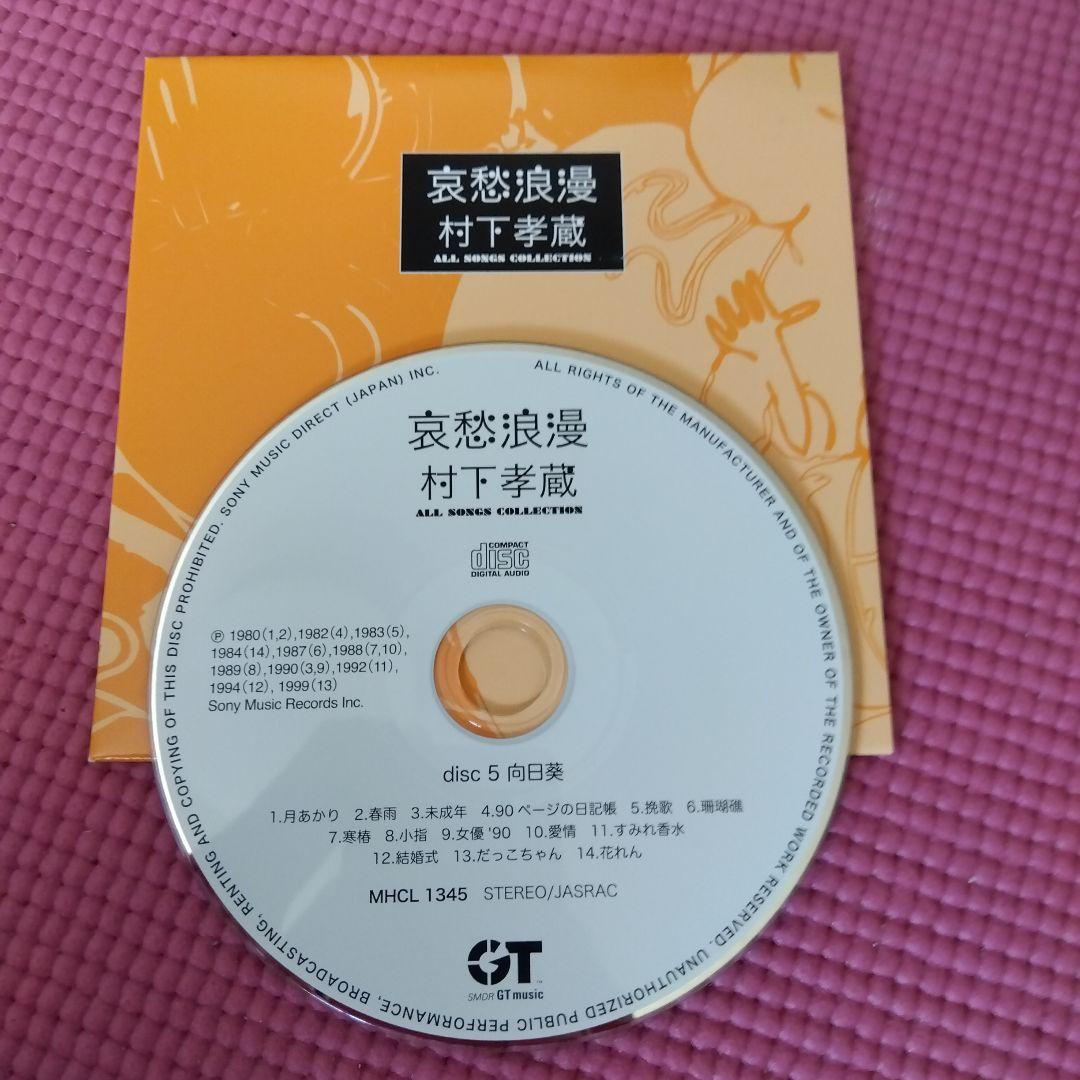 哀愁浪漫
村下孝蔵
ALL SONGS COLLECTION
ALL RIGHTS OF THE MANUFACTURER AND OF THE OWNER OF THE RECORDED WORK RESERVED. UNAUTHORIZED PUBLIC PERFORMANCE, BROADCASTING, RENTING AND COPYING OF THIS DISC PROHIBITED. SONY MUSIC DIRECT (JAPAN) INC.
哀愁浪漫
村下孝蔵
ALL SONGS COLLECTION
COMPACT
disc
DIGITAL AUDIO
℗ 1980(1,2),1982(4),1983(5),
1984(14),1987(6),1988(7,10),
1989(8),1990(3,9),1992(11),
1994(12), 1999(13)
Sony Music Records Inc.
disc 5 向日葵
1.月あかり 2.春雨 3.未成年 4.90ページの日記帳 5.挽歌 6.珊瑚礁
7.寒椿 8.小指 9.女優'90 10.愛情 11.すみれ香水
12.結婚式 13.だっこちゃん 14.花れん
MHCL 1345 STEREO/JASRAC
GT™
SMDR GT music